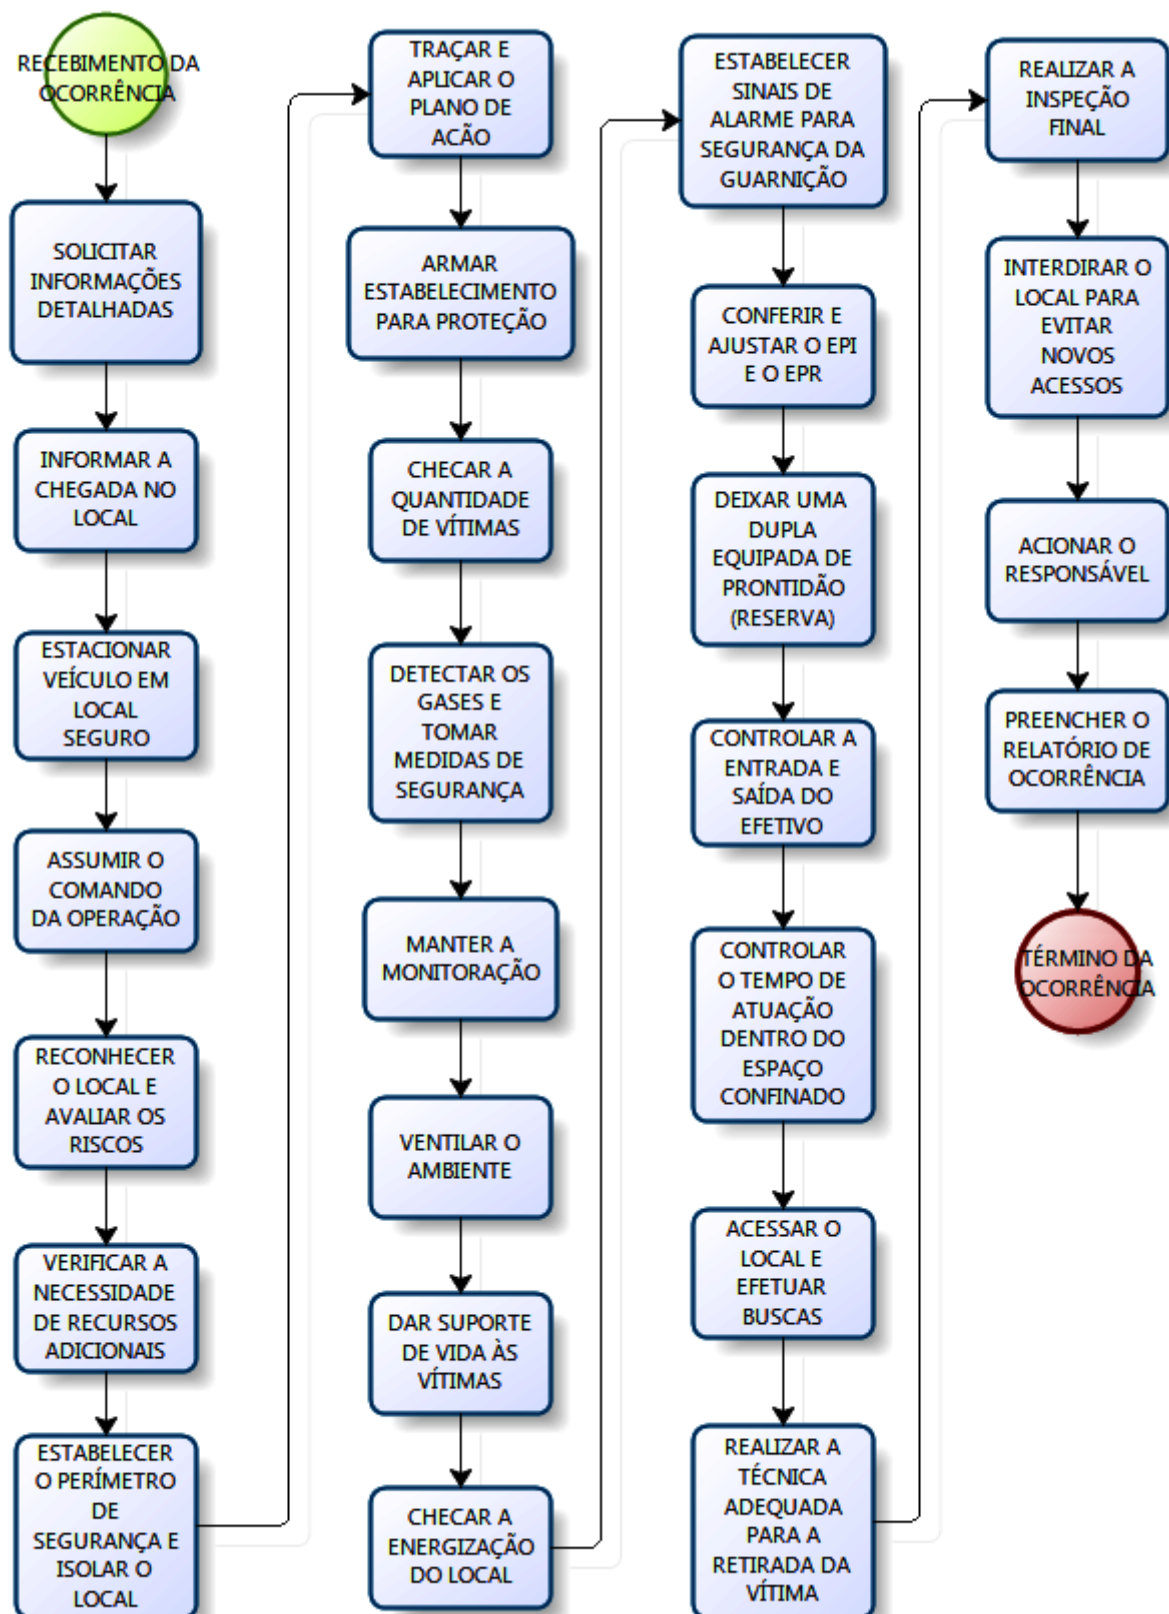 RECEBIMENTO DA
OCORRÊNCIA
SOLICITAR
INFORMAÇÕES
DETALHADAS
INFORMAR A
CHEGADA NO
LOCAL
ESTACIONAR
VEÍCULO EM
LOCAL
SEGURO
ASSUMIR O
COMANDO
DA OPERAÇÃO
RECONHECER
O LOCAL E
AVALIAR OS
RISCOS
VERIFICAR A
NECESSIDADE
DE RECURSOS
ADICIONAIS
ESTABELECER
O PERÍMETRO
DE
SEGURANÇA E
ISOLAR O
LOCAL
TRAÇAR E
APLICAR O
PLANO DE
ACÃO
ARMAR
ESTABELECIMENTO
PARA PROTEÇÃO
CHECAR A
QUANTIDADE
DE VÍTIMAS
DETECTAR OS
GASES E
TOMAR
MEDIDAS DE
SEGURANÇA
MANTER A
MONITORAÇÃO
VENTILAR O
AMBIENTE
DAR SUPORTE
DE VIDA ÀS
VÍTIMAS
CHECAR A
ENERGIZAÇÃO
DO LOCAL
ESTABELECER
SINAIS DE
ALARME PARA
SEGURANÇA DA
GUARNIÇÃO
CONFERIR E
AJUSTAR O EPI
E O EPR
DEIXAR UMA
DUPLA
EQUIPADA DE
PRONTIDÃO
(RESERVA)
CONTROLAR A
ENTRADA E
SAÍDA DO
EFETIVO
CONTROLAR
O TEMPO DE
ATUAÇÃO
DENTRO DO
ESPAÇO
CONFINADO
ACESSAR O
LOCAL E
EFETUAR
BUSCAS
REALIZAR A
TÉCNICA
ADEQUADA
PARA A
RETIRADA DA
VÍTIMA
REALIZAR A
INSPEÇÃO
FINAL
INTERDIRAR O
LOCAL PARA
EVITAR
NOVOS
ACESSOS
ACIONAR O
RESPONSÁVEL
PREENCHER O
RELATÓRIO DE
OCORRÊNCIA
TÉRMINO DA
OCORRÊNCIA